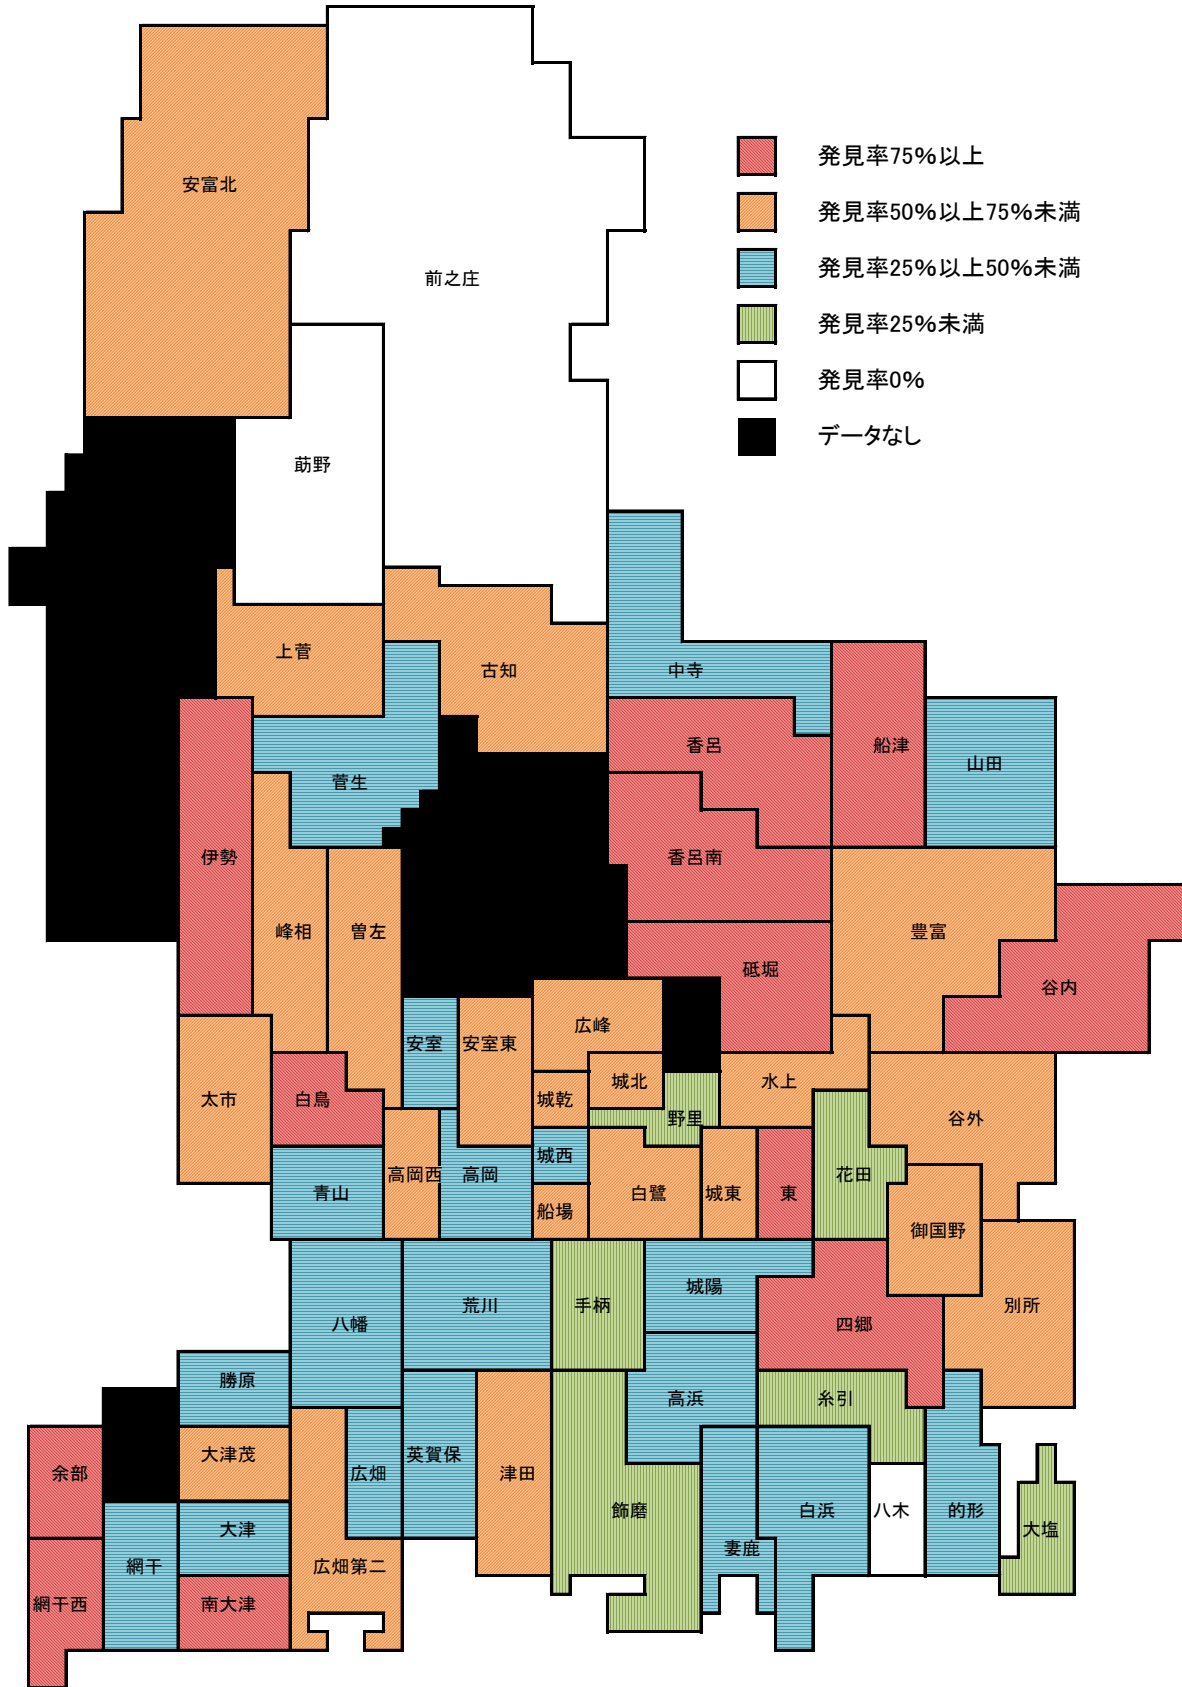 発見率75%以上
安富北
発見率50%以上75%未満
発見率25%以上50%未満
前之庄
発見率25%未満
発見率0%
データなし
莇野
上菅
古知
中寺
香呂
船津
山田
菅生
伊勢
香呂南
峰相
曽左
豊富
砥堀
谷内
広峰
安室
安室東
城北
水上
太市
白鳥
城乾
野里
谷外
城西
高岡西
高岡
花田
青山
船場
白鷺
城東
東
御国野
城陽
八幡
荒川
手柄
四郷
別所
勝原
高浜
糸引
大津茂
英賀保
余部
広畑
津田
飾磨
白浜
八木
的形
大津
大塩
妻鹿
網干
広畑第二
網干西
南大津